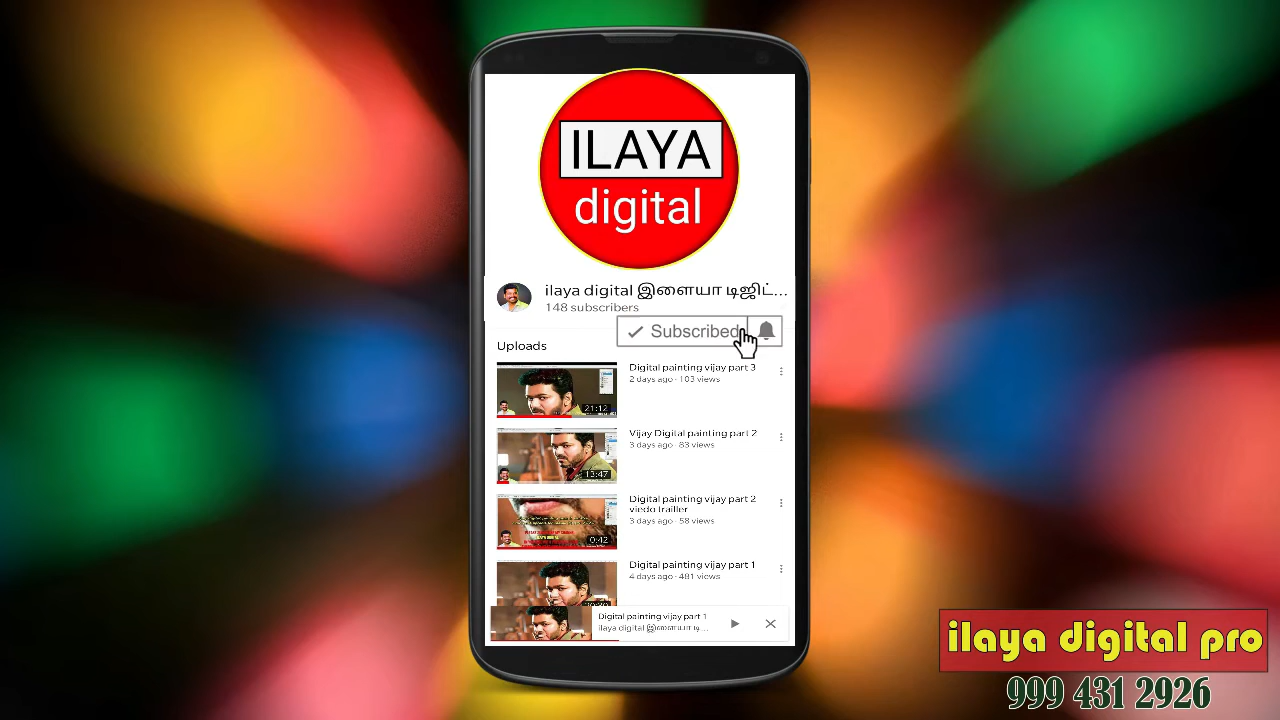 ILAYA
digital
ilaya digital இளையா டிஜிட்...
148 subscribers
Subscribed
Uploads
Digital painting vijay part 3
2 days ago · 103 views
21:12
Vijay Digital painting part 2
3 days ago · 83 views
13:47
Digital painting vijay part 2
viedo trailler
3 days ago · 58 views
0:42
Digital painting vijay part 1
4 days ago · 481 views
Digital painting vijay part 1
ilaya digital இளையா டி...
ilaya digital pro
999 431 2926